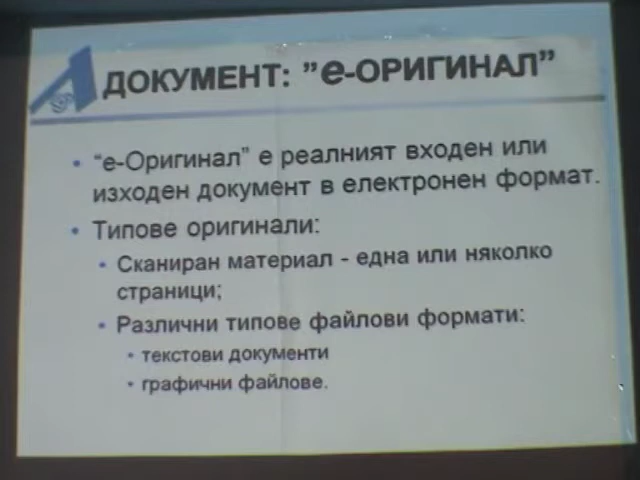 ДОКУМЕНТ: ”е-ОРИГИНАЛ”
• “е-Оригинал” е реалният входен или
изходен документ в електронен формат.
• Типове оригинали:
• Сканиран материал - една или няколко
страници;
• Различни типове файлови формати:
• текстови документи
• графични файлове.